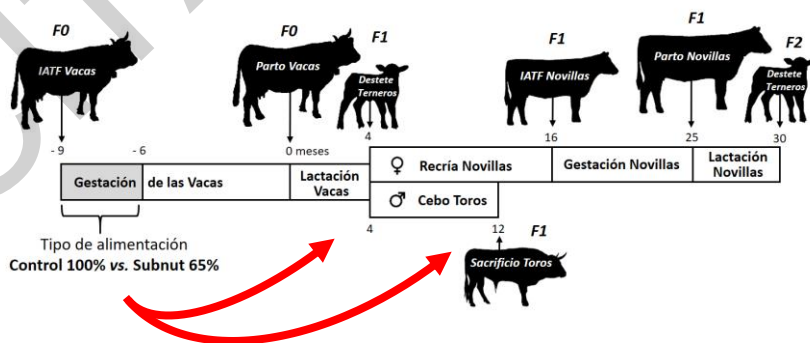 F0
F0
F1
F1
F1
F2
IATF Vacas
Parto Vacas
Destete
Terneros
IATF Novillas
Parto Novillas
Destete
Terneros
- 9
- 6
0 meses
4
16
25
30
Gestación de las Vacas
Lactación
Vacas
♀ Recría Novillas
Gestación Novillas
Lactación
Novillas
♂ Cebo Toros
4
12
F1
Tipo de alimentación
Control 100% vs. Subnut 65%
Sacrificio Toros